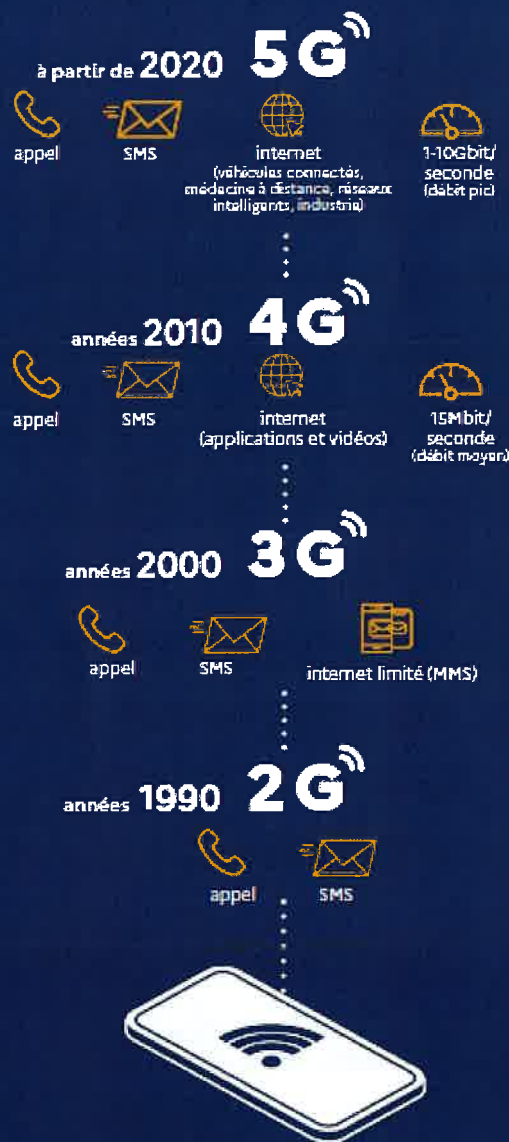 à partir de 2020 5G
appel
SMS
internet
(véhicules connectés,
médecine à distance, réseaux
intelligents, industrie)
1-10Gbit/
seconde
(débit pic)
années 2010 4G
appel
SMS
internet
(applications et vidéos)
15Mbit/
seconde
(débit moyen)
années 2000 3G
appel
SMS
internet limité (MMS)
années 1990 2G
appel
SMS